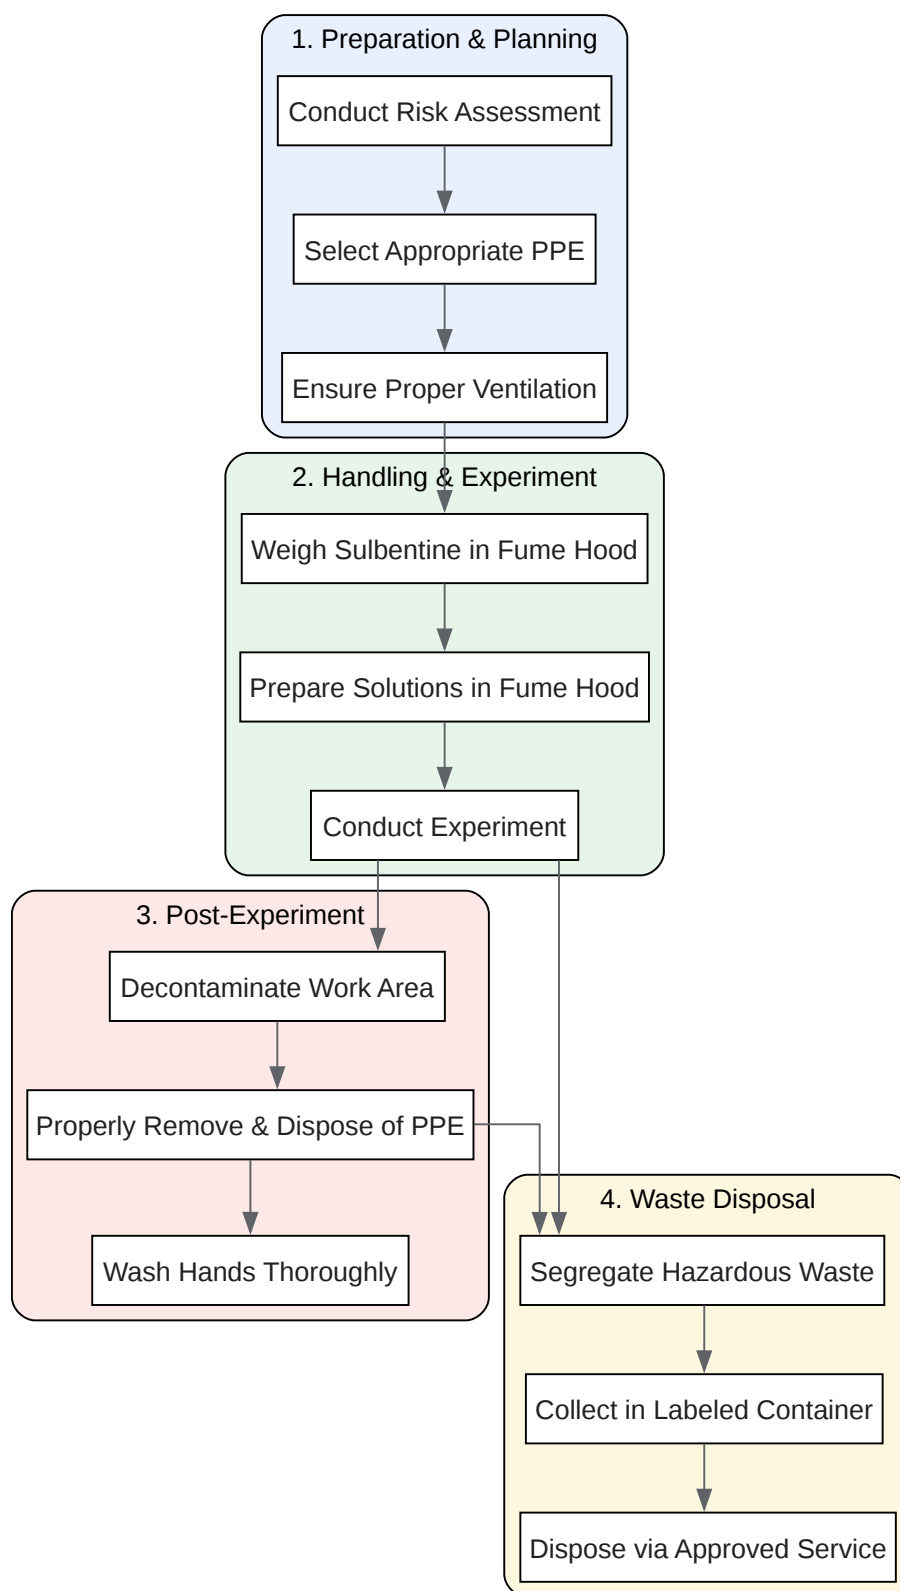 1. Preparation & Planning
Conduct Risk Assessment
Select Appropriate PPE
Ensure Proper Ventilation
2. Handling & Experiment
Weigh Sulbentine in Fume Hood
Prepare Solutions in Fume Hood
Conduct Experiment
3. Post-Experiment
Decontaminate Work Area
Properly Remove & Dispose of PPE
Wash Hands Thoroughly
4. Waste Disposal
Segregate Hazardous Waste
Collect in Labeled Container
Dispose via Approved Service